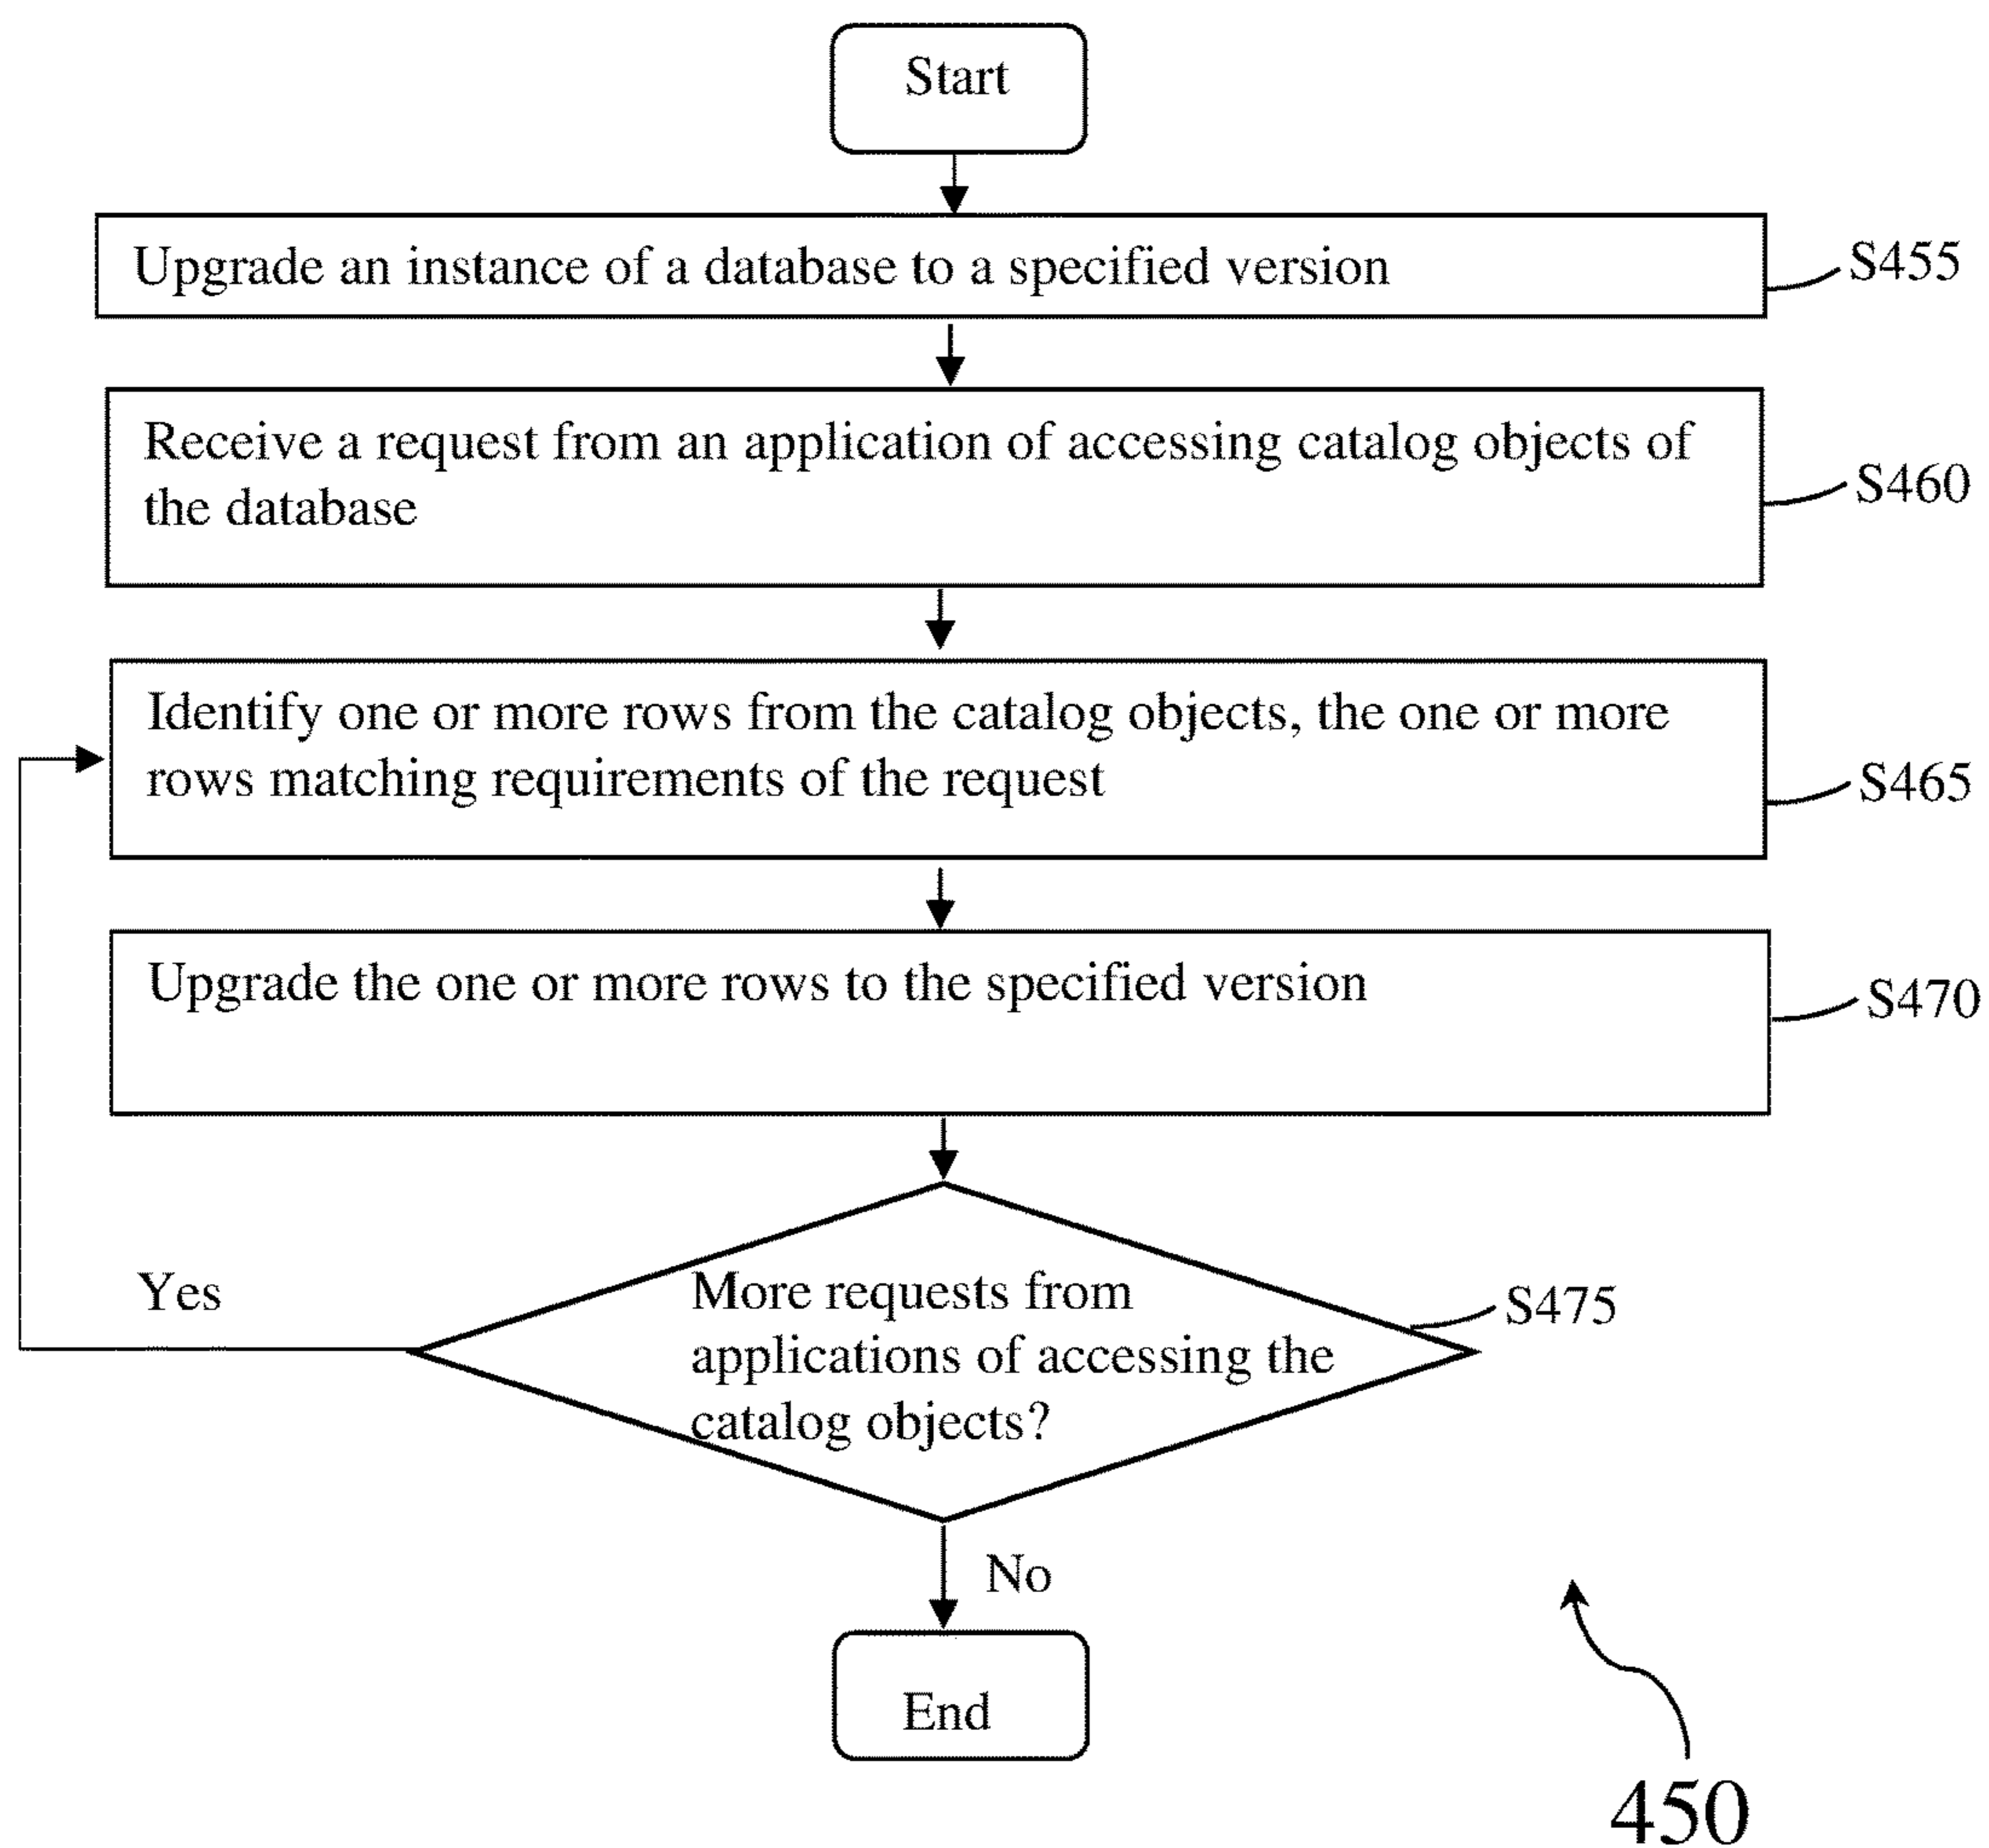 Start
Upgrade an instance of a database to a specified version
S455
Receive a request from an application of accessing catalog objects of
the database
S460
Identify one or more rows from the catalog objects, the one or more
rows matching requirements of the request
S465
Upgrade the one or more rows to the specified version
S470
Yes
More requests from
applications of accessing the
catalog objects?
S475
No
End
450